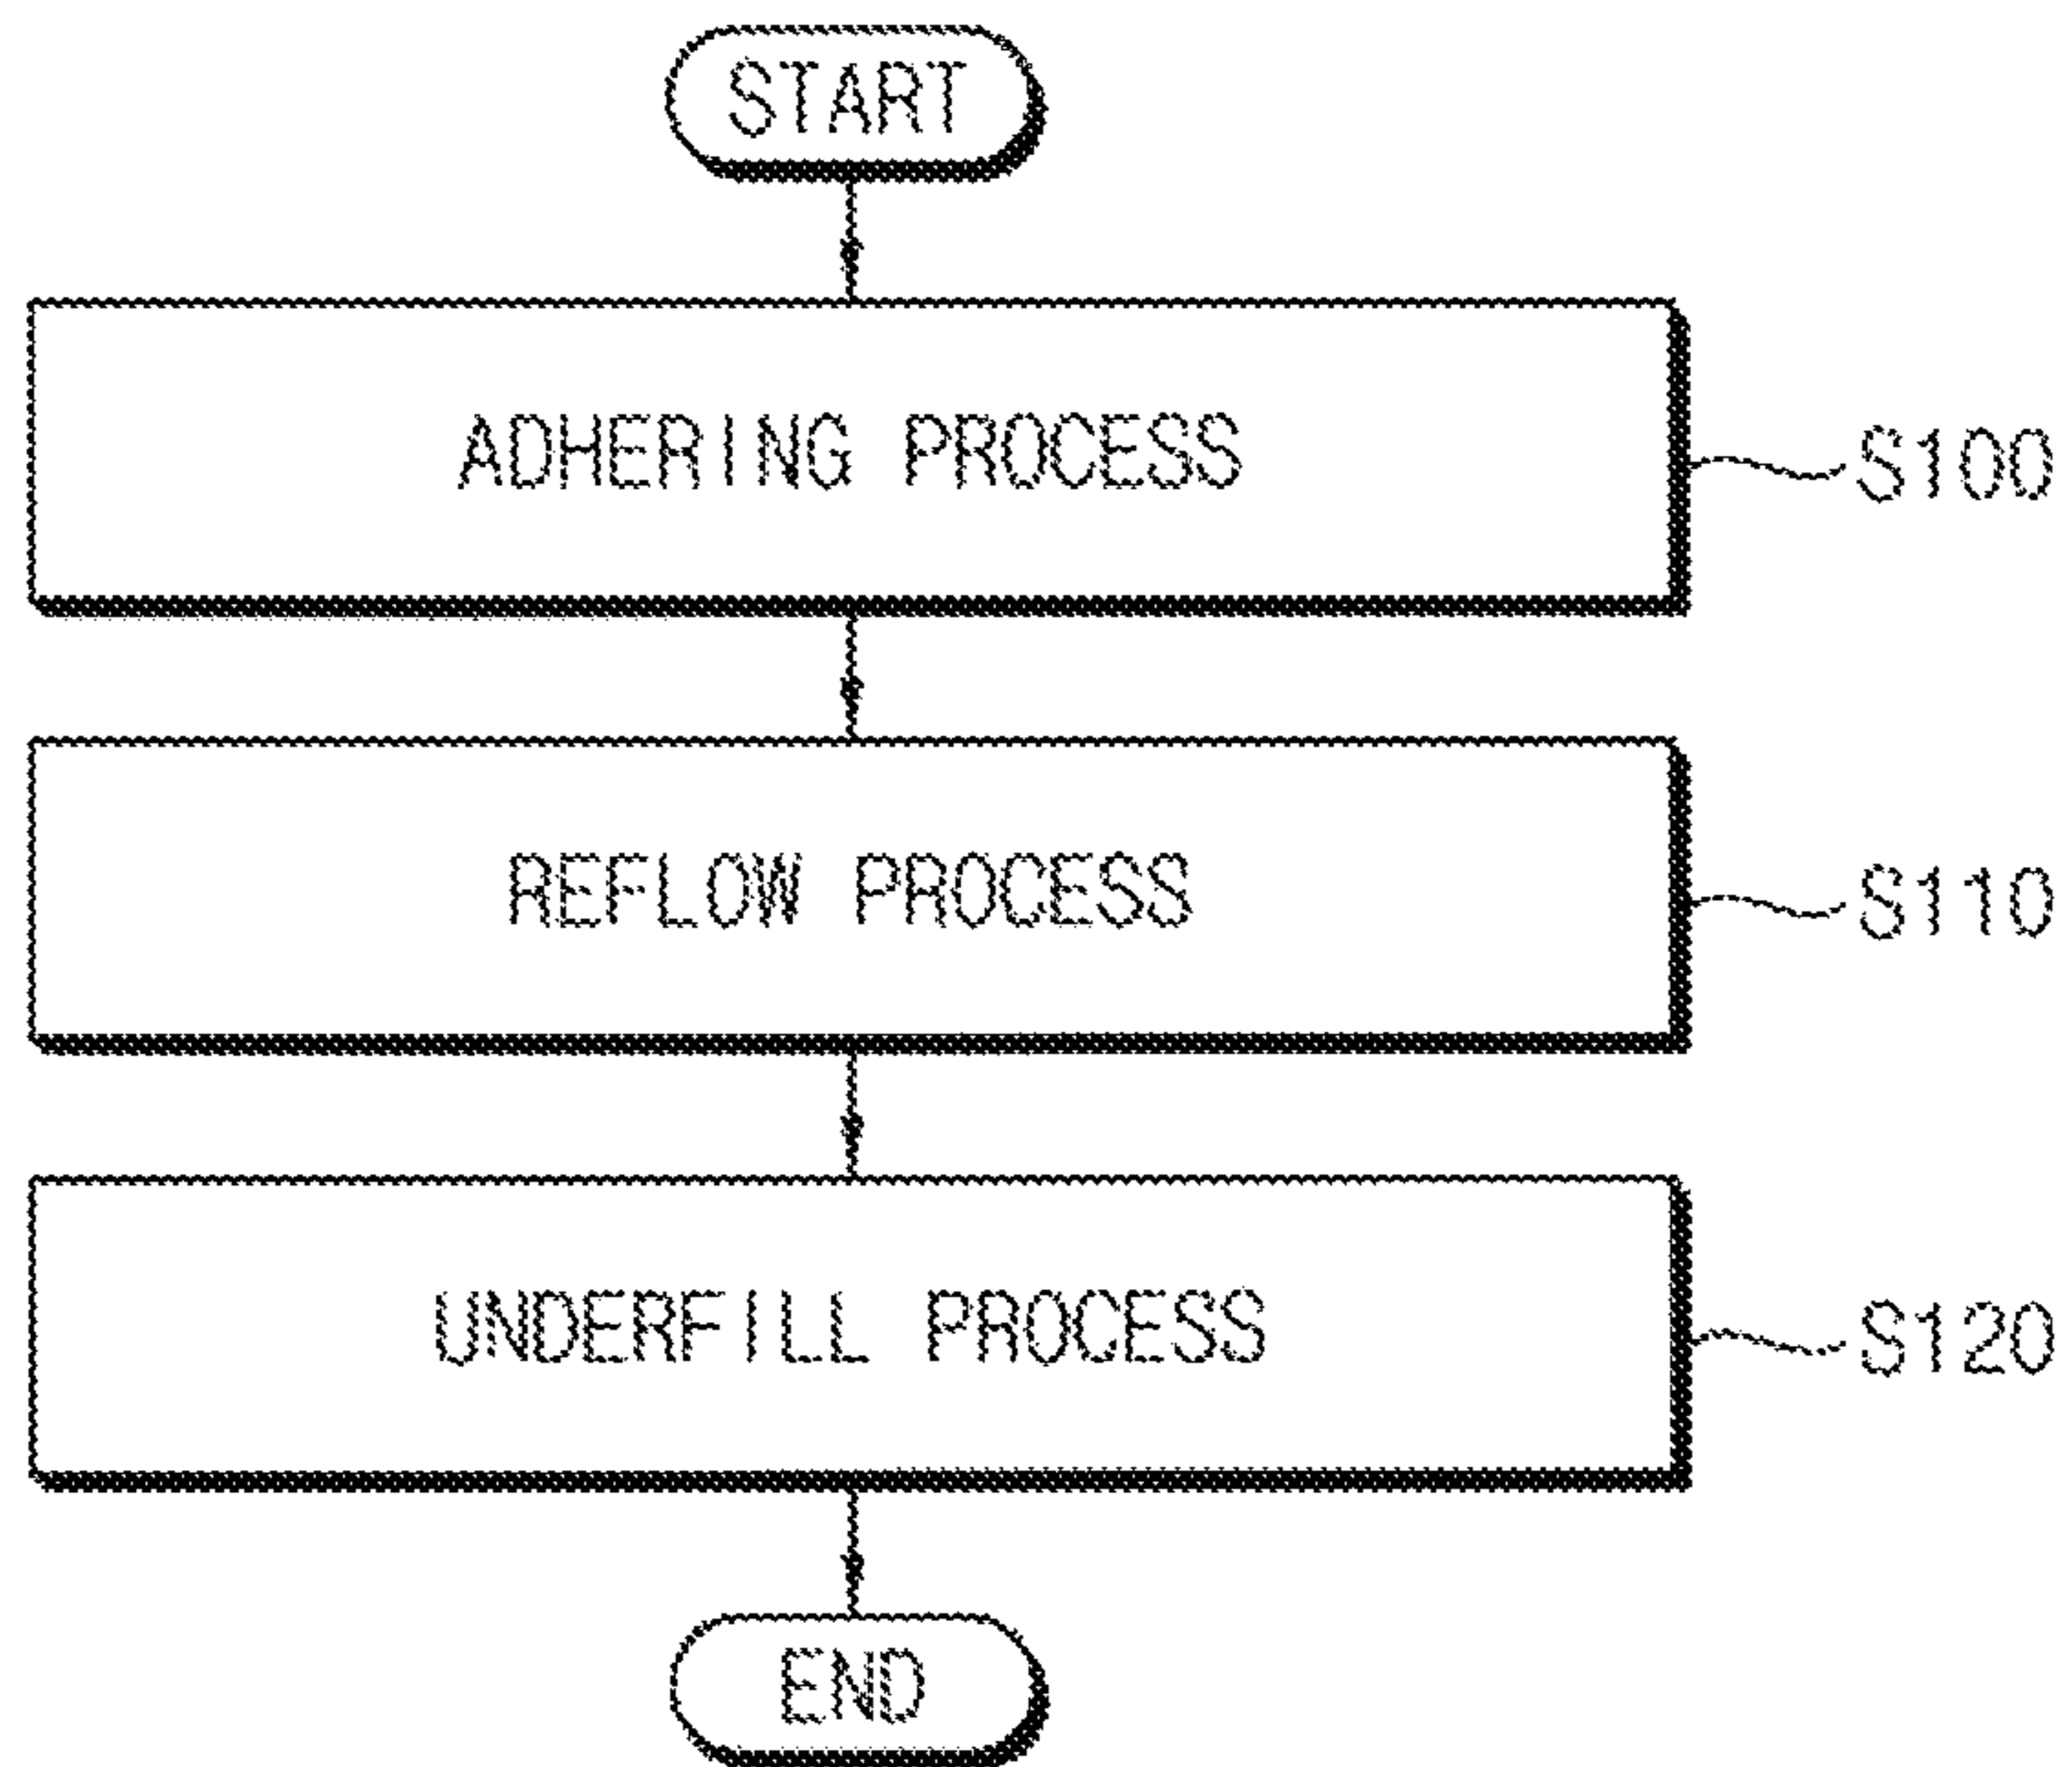 START
ADHERING PROCESS
S100
REFLOW PROCESS
S110
UNDERFILL PROCESS
S120
END